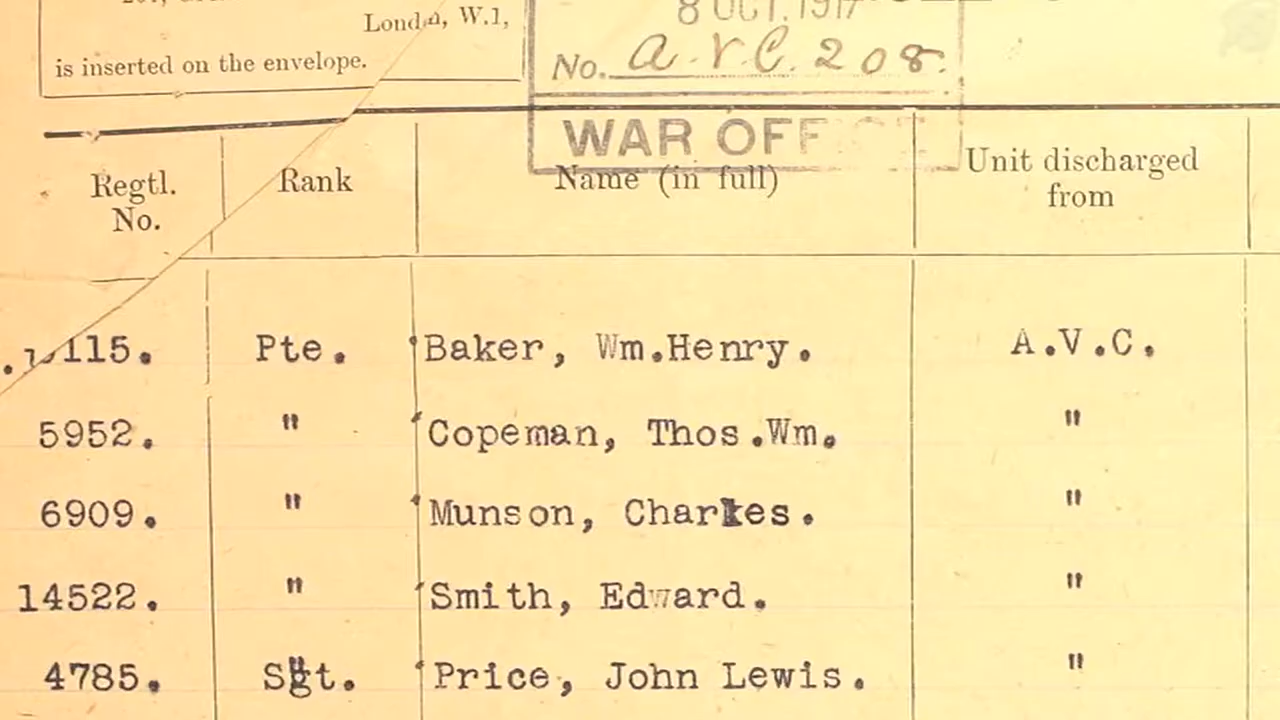 London, W.1,
is inserted on the envelope.
8 OCT. 1917
No. A.V.C. 208.
WAR OFFICE
Regtl. No.
Rank
Name (in full)
Unit discharged from
115. Pte. Baker, Wm.Henry. A.V.C.
5952. " Copeman, Thos.Wm. "
6909. " Munson, Charles. "
14522. " Smith, Edward. "
4785. Sgt. Price, John Lewis. "